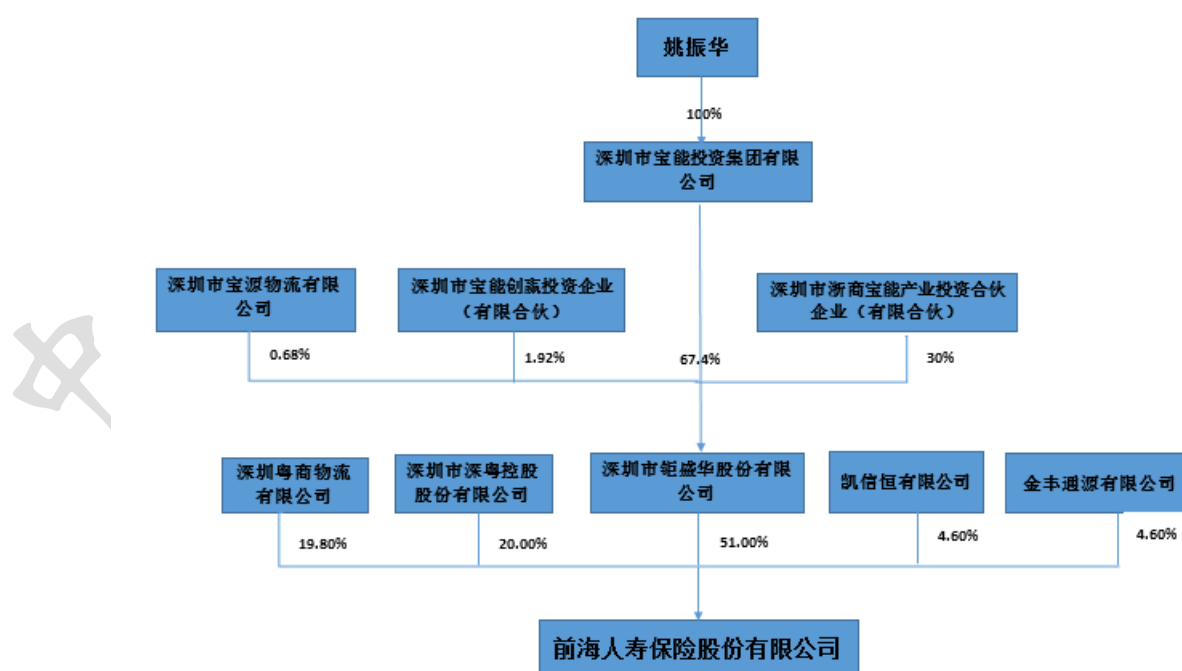 姚振华
100%
深圳市宝能投资集团有限
公司
深圳市宝源物流有限
公司
深圳市宝能创赢投资企业
（有限合伙）
深圳市浙商宝能产业投资合伙
企业（有限合伙）
0.68%
1.92%
67.4%
30%
深圳粤商物流
有限公司
深圳市深粤控股
股份有限公司
深圳市钜盛华股份有限
公司
凯信恒有限公司
金丰通源有限公司
19.80%
20.00%
51.00%
4.60%
4.60%
前海人寿保险股份有限公司